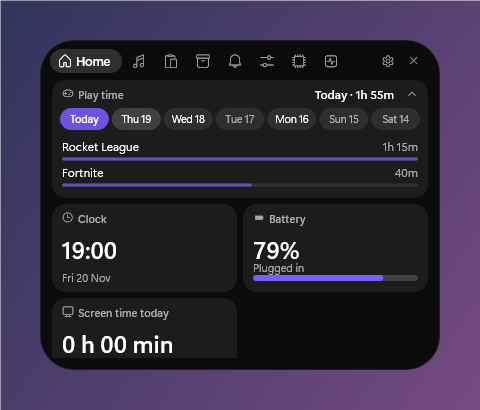 Home
Play time Today · 1h 55m
Today Thu 19 Wed 18 Tue 17 Mon 16 Sun 15 Sat 14
Rocket League 1h 15m
Fortnite 40m
Clock
19:00
Fri 20 Nov
Battery
79%
Plugged in
Screen time today
0 h 00 min